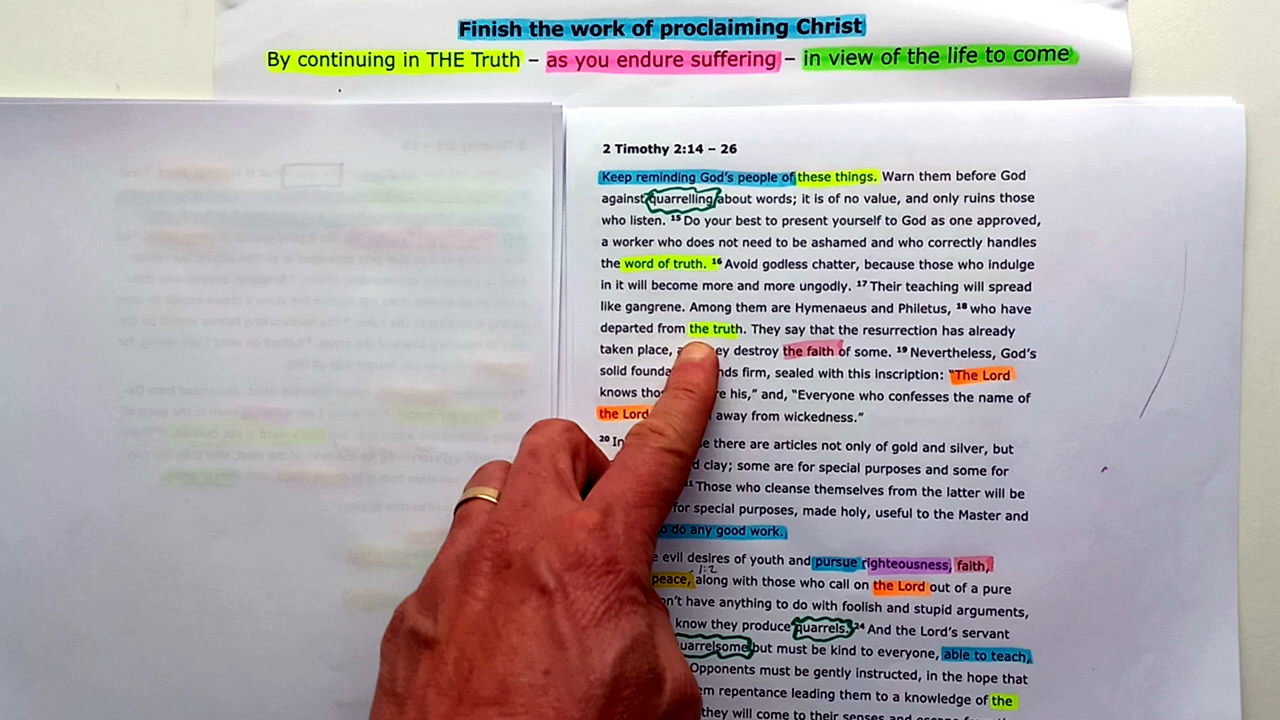 Finish the work of proclaiming Christ
By continuing in THE Truth – as you endure suffering – in view of the life to come
2 Timothy 2:14 – 26
Keep reminding God's people of these things. Warn them before God
against quarrelling about words; it is of no value, and only ruins those
who listen. 15 Do your best to present yourself to God as one approved,
a worker who does not need to be ashamed and who correctly handles
the word of truth. 16 Avoid godless chatter, because those who indulge
in it will become more and more ungodly. 17 Their teaching will spread
like gangrene. Among them are Hymenaeus and Philetus, 18 who have
departed from the truth. They say that the resurrection has already
taken place, ey destroy the faith of some. 19 Nevertheless, God's
solid founda nds firm, sealed with this inscription: "The Lord
knows tho re his," and, "Everyone who confesses the name of
the Lord away from wickedness."
20 In se there are articles not only of gold and silver, but
d clay; some are for special purposes and some for
Those who cleanse themselves from the latter will be
for special purposes, made holy, useful to the Master and
o do any good work.
e evil desires of youth and pursue righteousness, faith,
1:2
peace, along with those who call on the Lord out of a pure
n't have anything to do with foolish and stupid arguments,
know they produce quarrels. 24 And the Lord's servant
uarrelsome but must be kind to everyone, able to teach,
Opponents must be gently instructed, in the hope that
em repentance leading them to a knowledge of the
they will come to their senses and escape